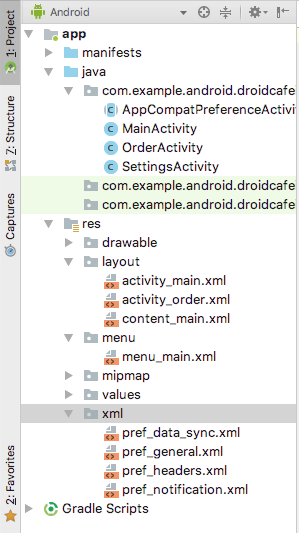 1: Project
Z: Structure
Captures
2: Favorites
Android
app
manifests
java
com.example.android.droidcafe
AppCompatPreferenceActivi
MainActivity
OrderActivity
SettingsActivity
com.example.android.droidcafe
com.example.android.droidcafe
res
drawable
layout
activity_main.xml
activity_order.xml
content_main.xml
menu
menu_main.xml
mipmap
values
xml
pref_data_sync.xml
pref_general.xml
pref_headers.xml
pref_notification.xml
Gradle Scripts